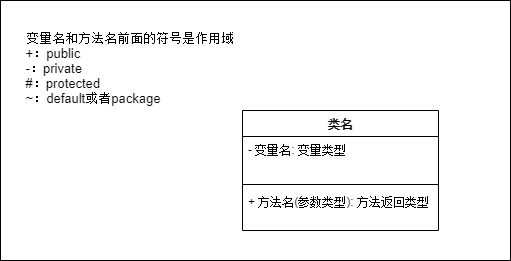 变量名和方法名前面的符号是作用域
+：public
-：private
#：protected
~：default或者package
类名
- 变量名: 变量类型
+ 方法名(参数类型): 方法返回类型